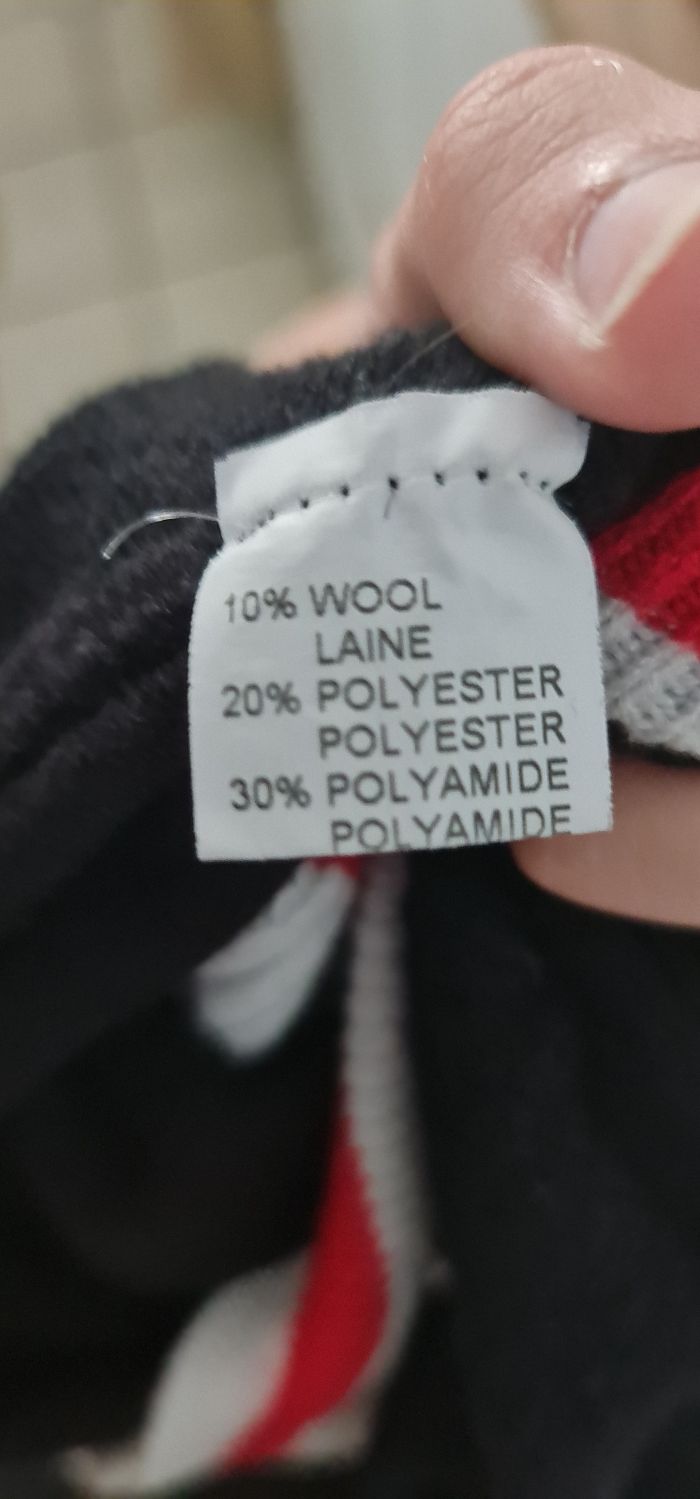 10% WOOL
LAINE
20% POLYESTER
POLYESTER
30% POLYAMIDE
POLYAMIDE